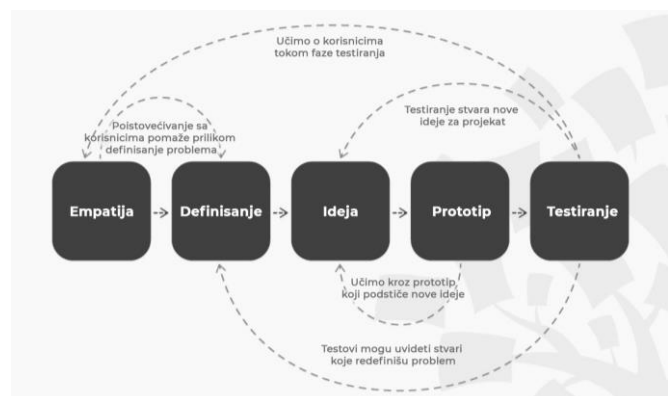 Učimo o korisnicima
tokom faze testiranja
Testiranje stvara nove
ideje za projekat
Poistovećivanje sa
korisnicima pomaže prilikom
definisanje problema
Empatija
Definisanje
Ideja
Prototip
Testiranje
Učimo kroz prototip
koji podstiče nove ideje
Testovi mogu uvideti stvari
koje redefinišu problem